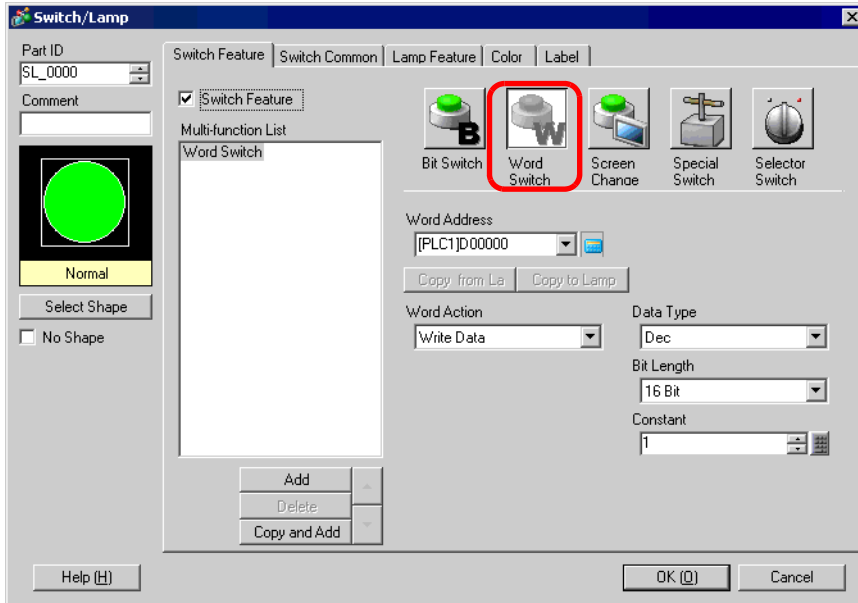 Switch/Lamp
Part ID
SL_0000
Comment
Normal
Select Shape
No Shape
Switch Feature
Switch Common
Lamp Feature
Color
Label
Switch Feature
Multi-function List
Word Switch
Add
Delete
Copy and Add
B
Bit Switch
W
Word
Switch
Screen
Change
Special
Switch
Selector
Switch
Word Address
[PLC1]D00000
Copy from La
Copy to Lamp
Word Action
Write Data
Data Type
Dec
Bit Length
16 Bit
Constant
1
Help (H)
OK (O)
Cancel